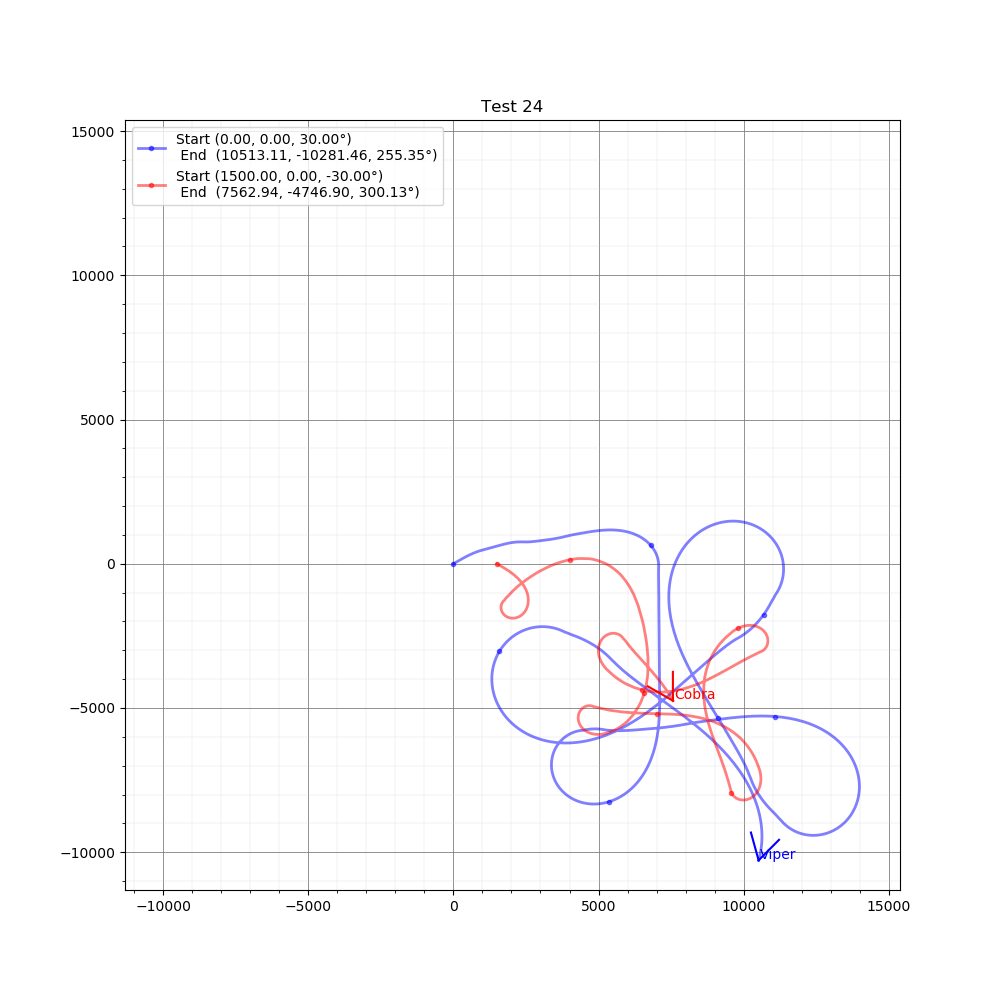 Test 24
Start (0.00, 0.00, 30.00°)
End (10513.11, -10281.46, 255.35°)
Start (1500.00, 0.00, -30.00°)
End (7562.94, -4746.90, 300.13°)
15000
10000
5000
0
−5000
−10000
Cobra
Viper
−10000 −5000 0 5000 10000 15000